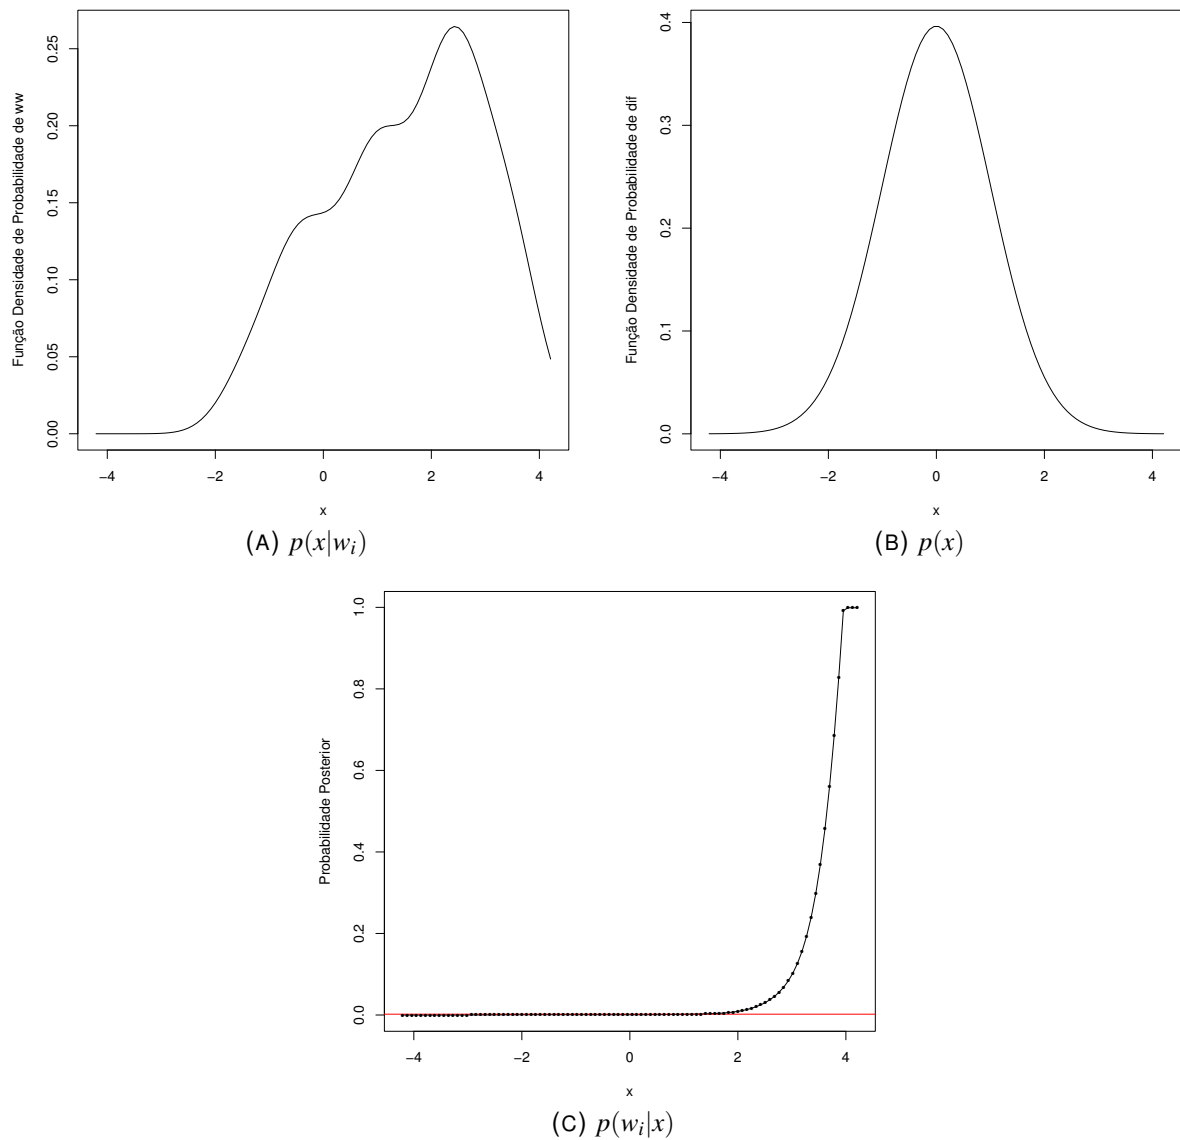 Função Densidade de Probabilidade de ww
0.25
0.20
0.15
0.10
0.05
0.00
−4 −2 0 2 4
x
(A) p(x|w_i)
Função Densidade de Probabilidade de dif
0.4
0.3
0.2
0.1
0.0
−4 −2 0 2 4
x
(B) p(x)
Probabilidade Posterior
1.0
0.8
0.6
0.4
0.2
0.0
−4 −2 0 2 4
x
(C) p(w_i|x)